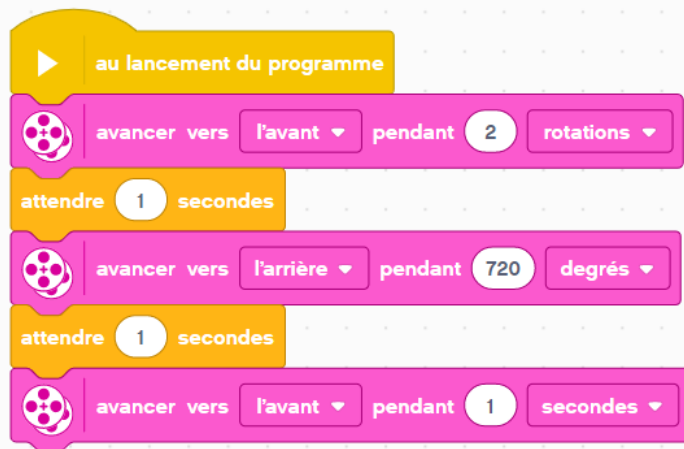 au lancement du programme
avancer vers l'avant pendant 2 rotations
attendre 1 secondes
avancer vers l'arrière pendant 720 degrés
attendre 1 secondes
avancer vers l'avant pendant 1 secondes